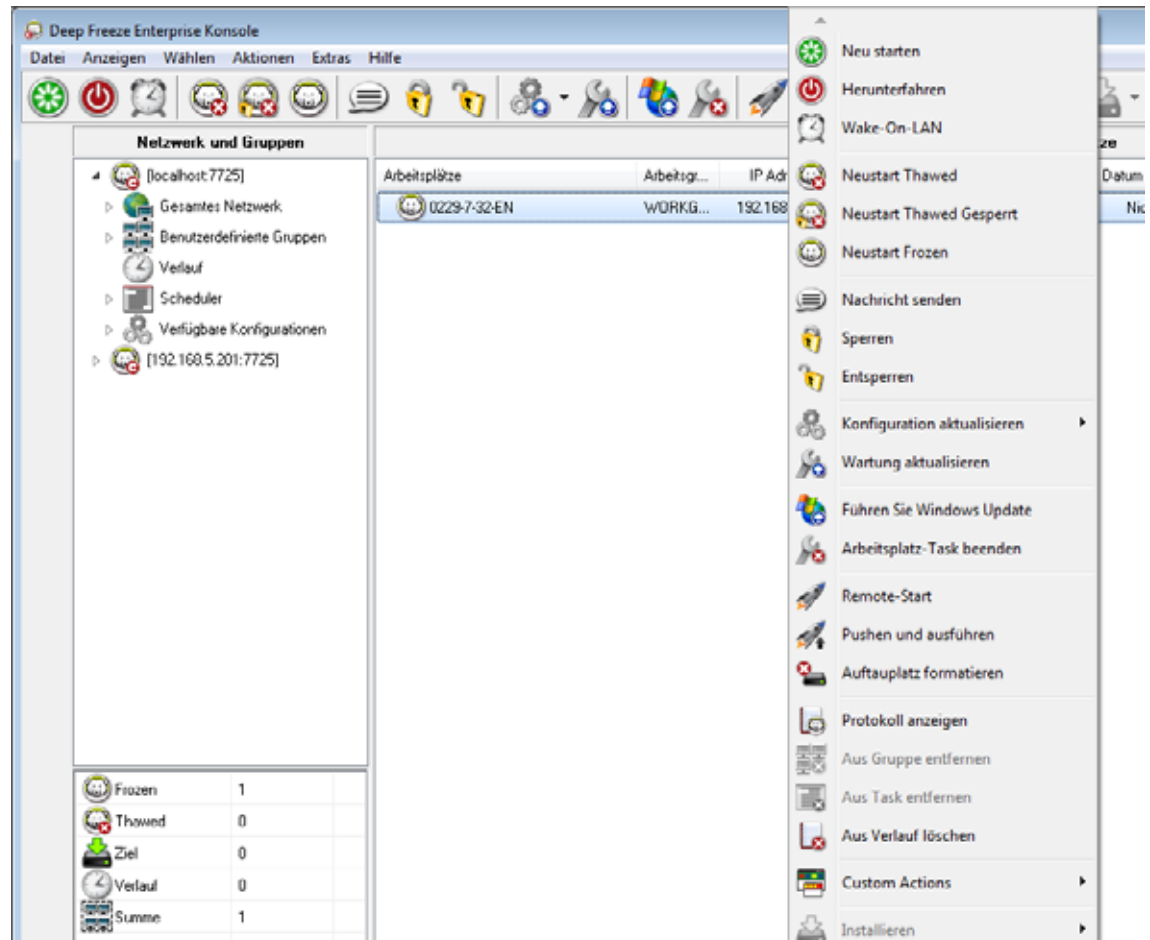 Deep Freeze Enterprise Konsole
Datei Anzeigen Wählen Aktionen Extras Hilfe
Netzwerk und Gruppen
[localhost:7725]
Gesamtes Netzwerk
Benutzerdefinierte Gruppen
Verlauf
Scheduler
Verfügbare Konfigurationen
[192.168.5.201:7725]
Frozen 1
Thawed 0
Ziel 0
Verlauf 0
Summe 1
ze
Arbeitsplätze Arbeitsgr... IP Adr Datum
0229-7-32-EN WORKG... 192.168 Nic
Neu starten
Herunterfahren
Wake-On-LAN
Neustart Thawed
Neustart Thawed Gesperrt
Neustart Frozen
Nachricht senden
Sperren
Entsperren
Konfiguration aktualisieren
Wartung aktualisieren
Führen Sie Windows Update
Arbeitsplatz-Task beenden
Remote-Start
Pushen und ausführen
Auftauplatz formatieren
Protokoll anzeigen
Aus Gruppe entfernen
Aus Task entfernen
Aus Verlauf löschen
Custom Actions
Installieren